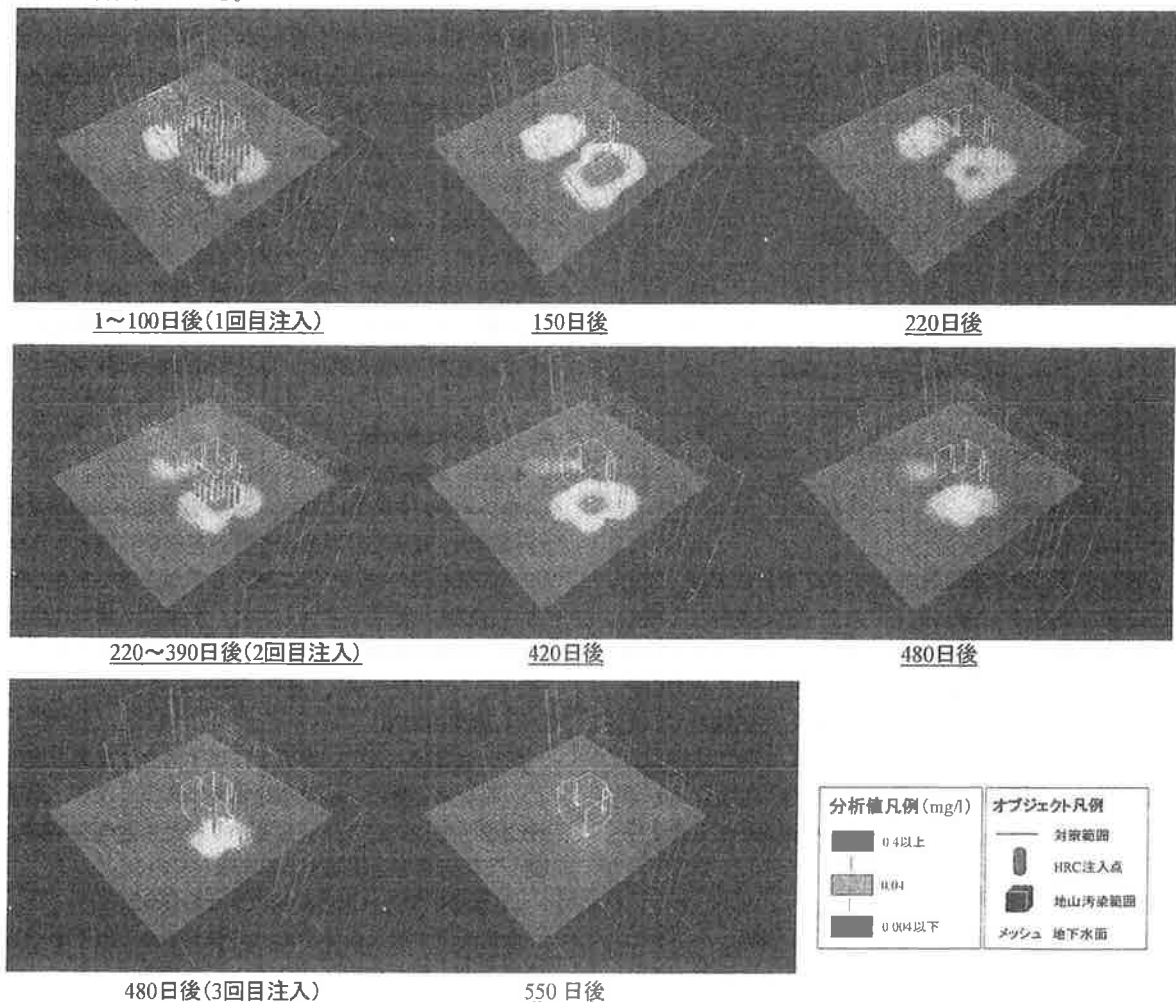 1～100日後(1回目注入)
150日後
220日後
220～390日後(2回目注入)
420日後
480日後
480日後(3回目注入)
550 日後
分析値凡例(mg/l)
0.4以上
0.04
0.004以下
オブジェクト凡例
対策範囲
HRC注入点
地山汚染範囲
メッシュ 地下水面